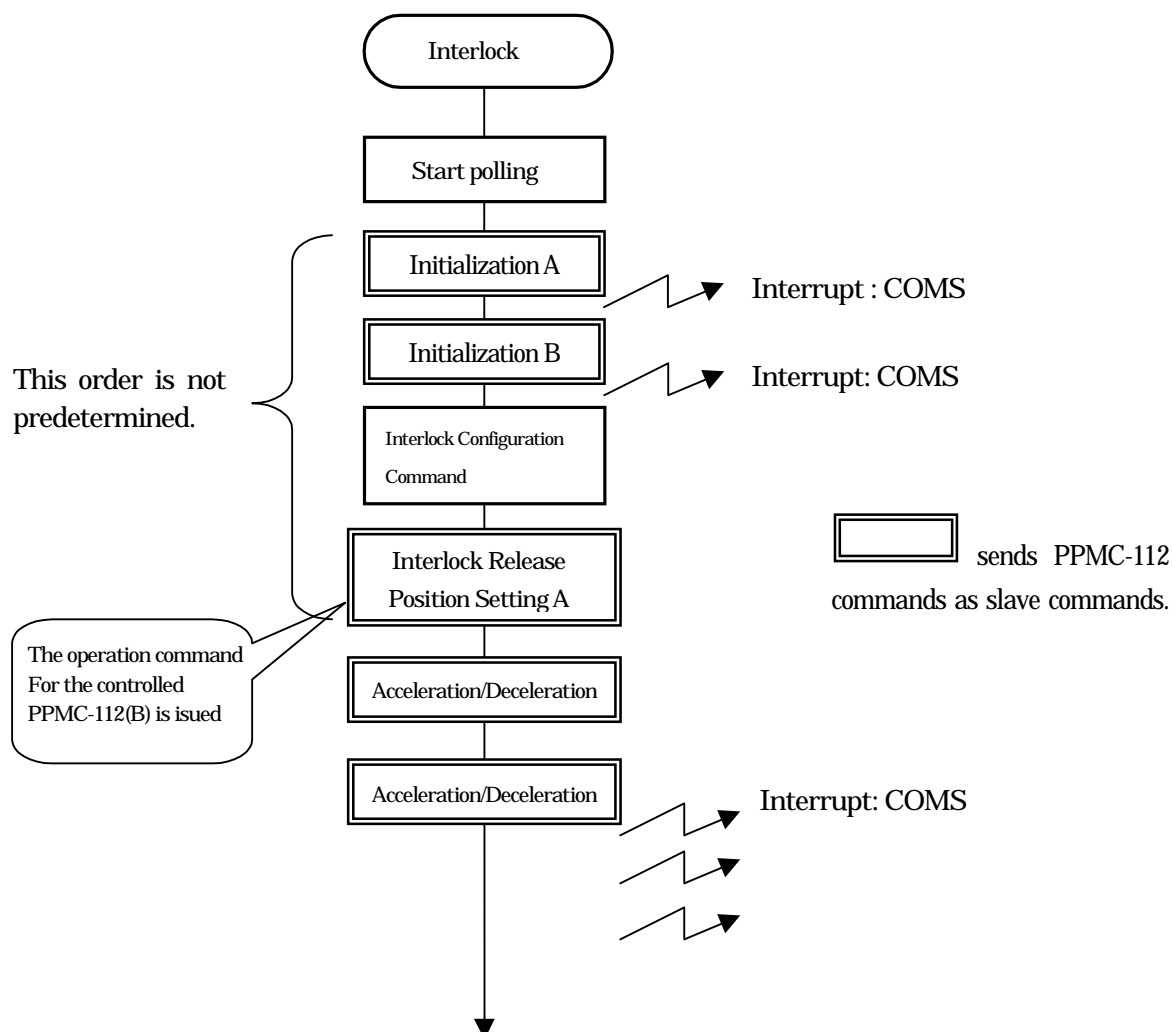 Interlock
Start polling
Initialization A
Interrupt : COMS
Initialization B
Interrupt: COMS
This order is not
predetermined.
Interlock Configuration
Command
Interlock Release
Position Setting A
sends PPMC-112
commands as slave commands.
The operation command
For the controlled
PPMC-112(B) is isued
Acceleration/Deceleration
Acceleration/Deceleration
Interrupt: COMS